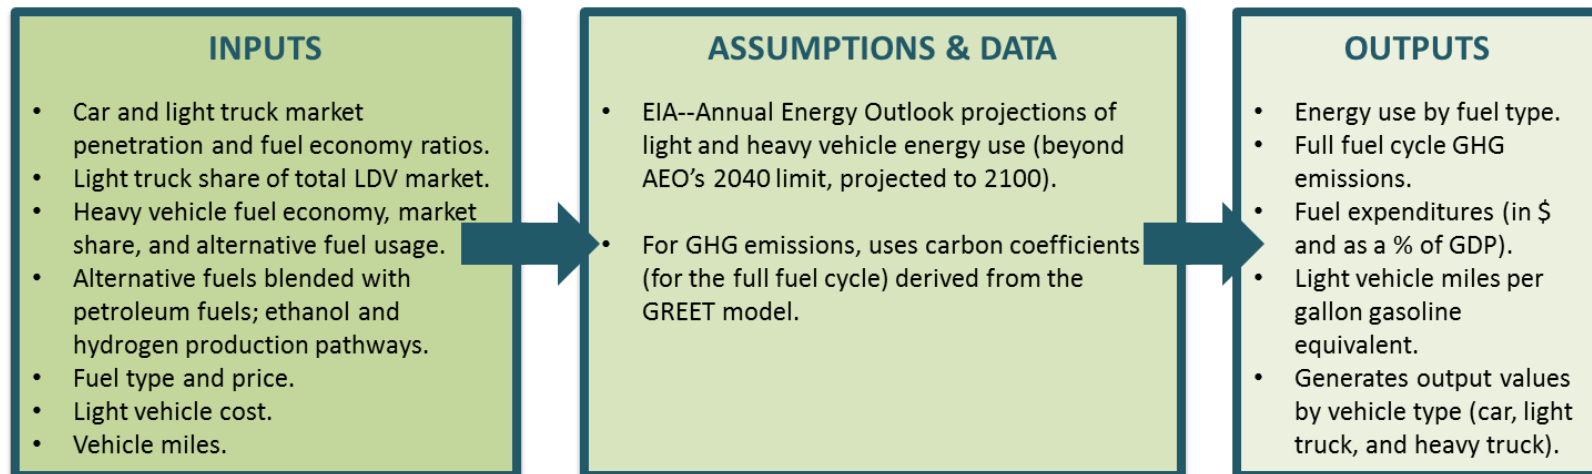 INPUTS
• Car and light truck market
penetration and fuel economy ratios.
• Light truck share of total LDV market.
• Heavy vehicle fuel economy, market
share, and alternative fuel usage.
• Alternative fuels blended with
petroleum fuels; ethanol and
hydrogen production pathways.
• Fuel type and price.
• Light vehicle cost.
• Vehicle miles.
ASSUMPTIONS & DATA
• EIA--Annual Energy Outlook projections of
light and heavy vehicle energy use (beyond
AEO’s 2040 limit, projected to 2100).
• For GHG emissions, uses carbon coefficients
(for the full fuel cycle) derived from the
GREET model.
OUTPUTS
• Energy use by fuel type.
• Full fuel cycle GHG
emissions.
• Fuel expenditures (in $
and as a % of GDP).
• Light vehicle miles per
gallon gasoline
equivalent.
• Generates output values
by vehicle type (car, light
truck, and heavy truck).